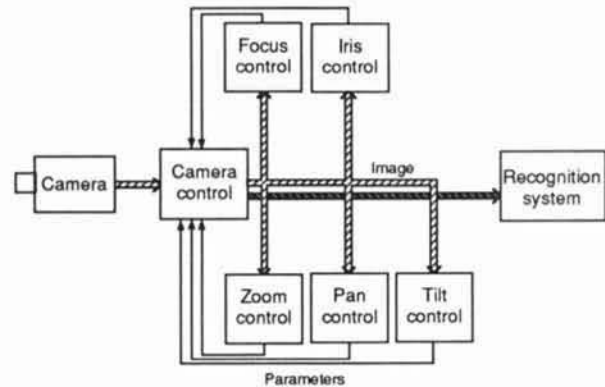 Focus
control
Iris
control
Camera
Camera
control
Image
Recognition
system
Zoom
control
Pan
control
Tilt
control
Parameters